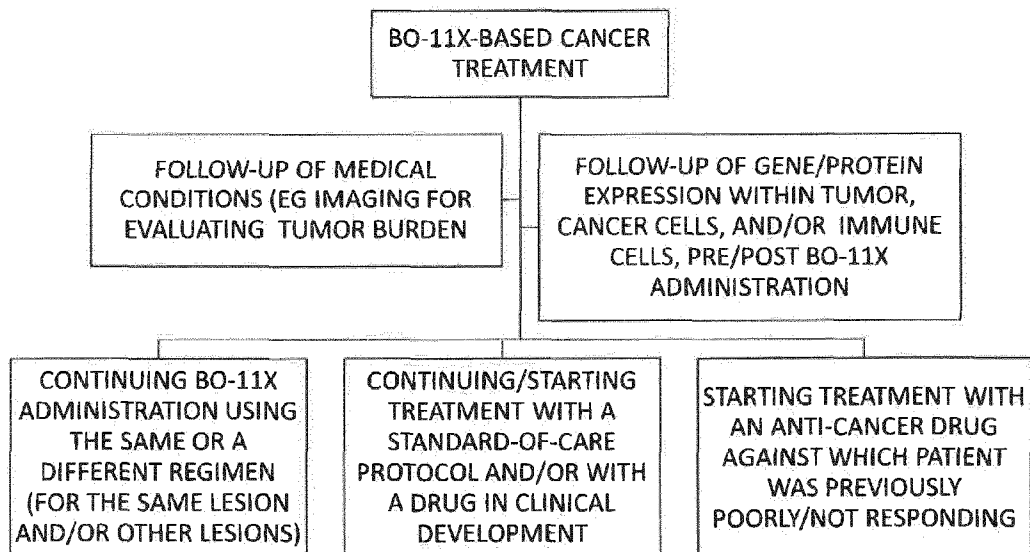 BO-11X-BASED CANCER
TREATMENT
FOLLOW-UP OF MEDICAL
CONDITIONS (EG IMAGING FOR
EVALUATING TUMOR BURDEN
FOLLOW-UP OF GENE/PROTEIN
EXPRESSION WITHIN TUMOR,
CANCER CELLS, AND/OR IMMUNE
CELLS, PRE/POST BO-11X
ADMINISTRATION
CONTINUING BO-11X
ADMINISTRATION USING
THE SAME OR A
DIFFERENT REGIMEN
(FOR THE SAME LESION
AND/OR OTHER LESIONS)
CONTINUING/STARTING
TREATMENT WITH A
STANDARD-OF-CARE
PROTOCOL AND/OR WITH
A DRUG IN CLINICAL
DEVELOPMENT
STARTING TREATMENT WITH
AN ANTI-CANCER DRUG
AGAINST WHICH PATIENT
WAS PREVIOUSLY
POORLY/NOT RESPONDING